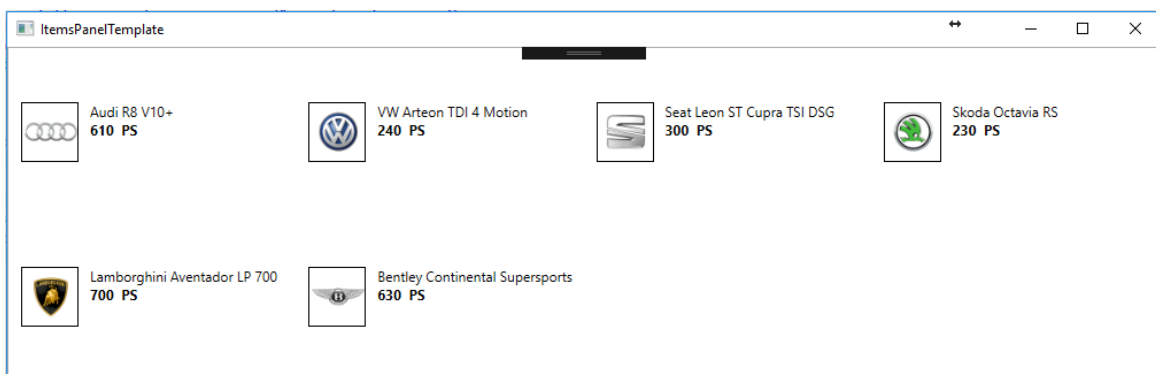 ItemsPanelTemplate
Audi R8 V10+
610 PS
VW Arteon TDI 4 Motion
240 PS
Seat Leon ST Cupra TSI DSG
300 PS
Skoda Octavia RS
230 PS
Lamborghini Aventador LP 700
700 PS
Bentley Continental Supersports
630 PS